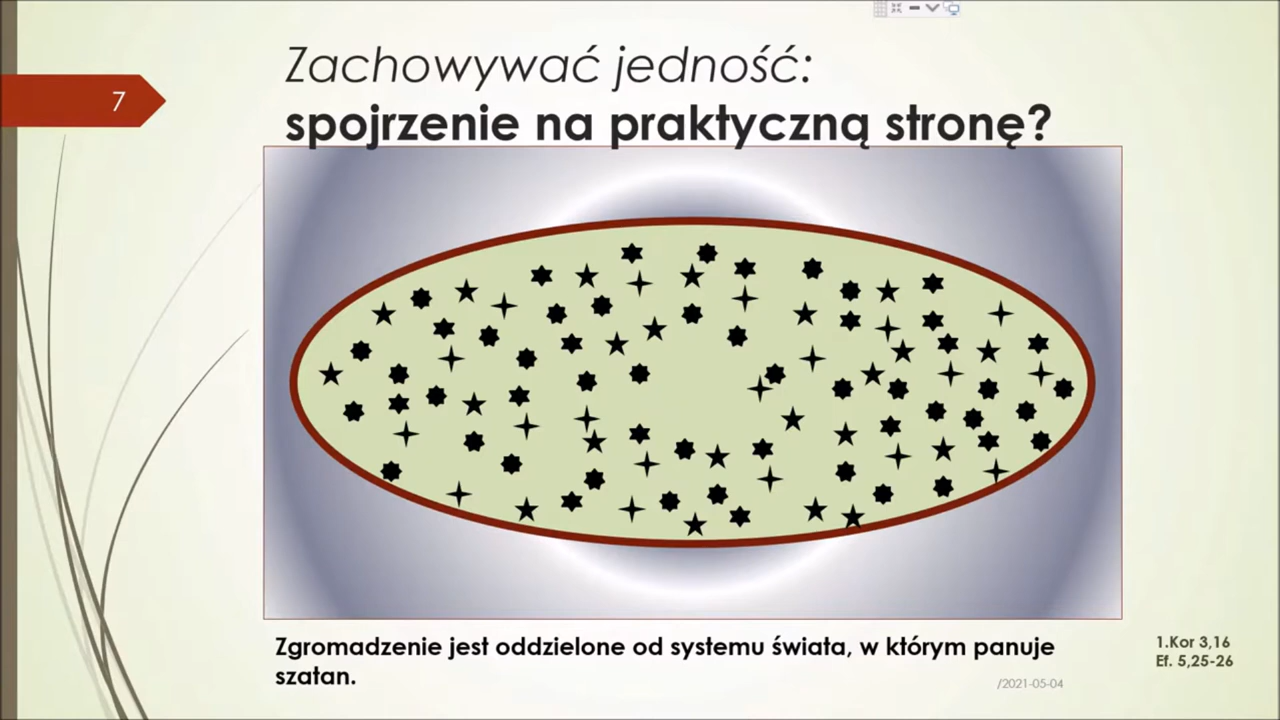 Zachowywać jedność:
7
spojrzenie na praktyczną stronę?
Zgromadzenie jest oddzielone od systemu świata, w którym panuje
szatan.
1.Kor 3,16
Ef. 5,25-26
/2021-05-04